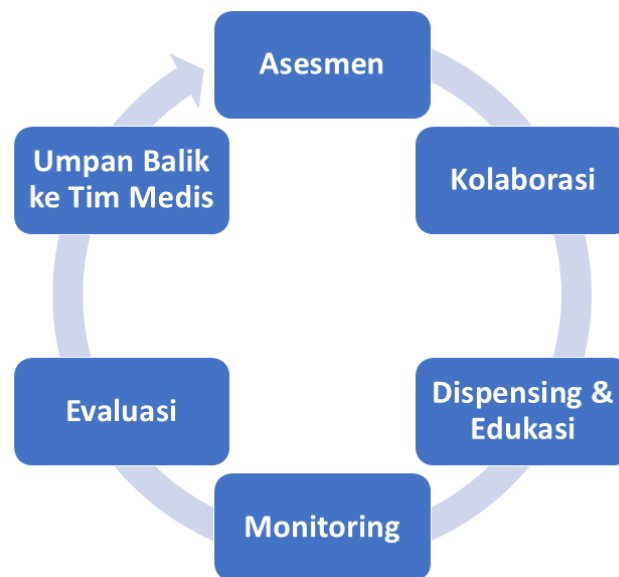 Asesmen
Kolaborasi
Dispensing &
Edukasi
Monitoring
Evaluasi
Umpan Balik
ke Tim Medis